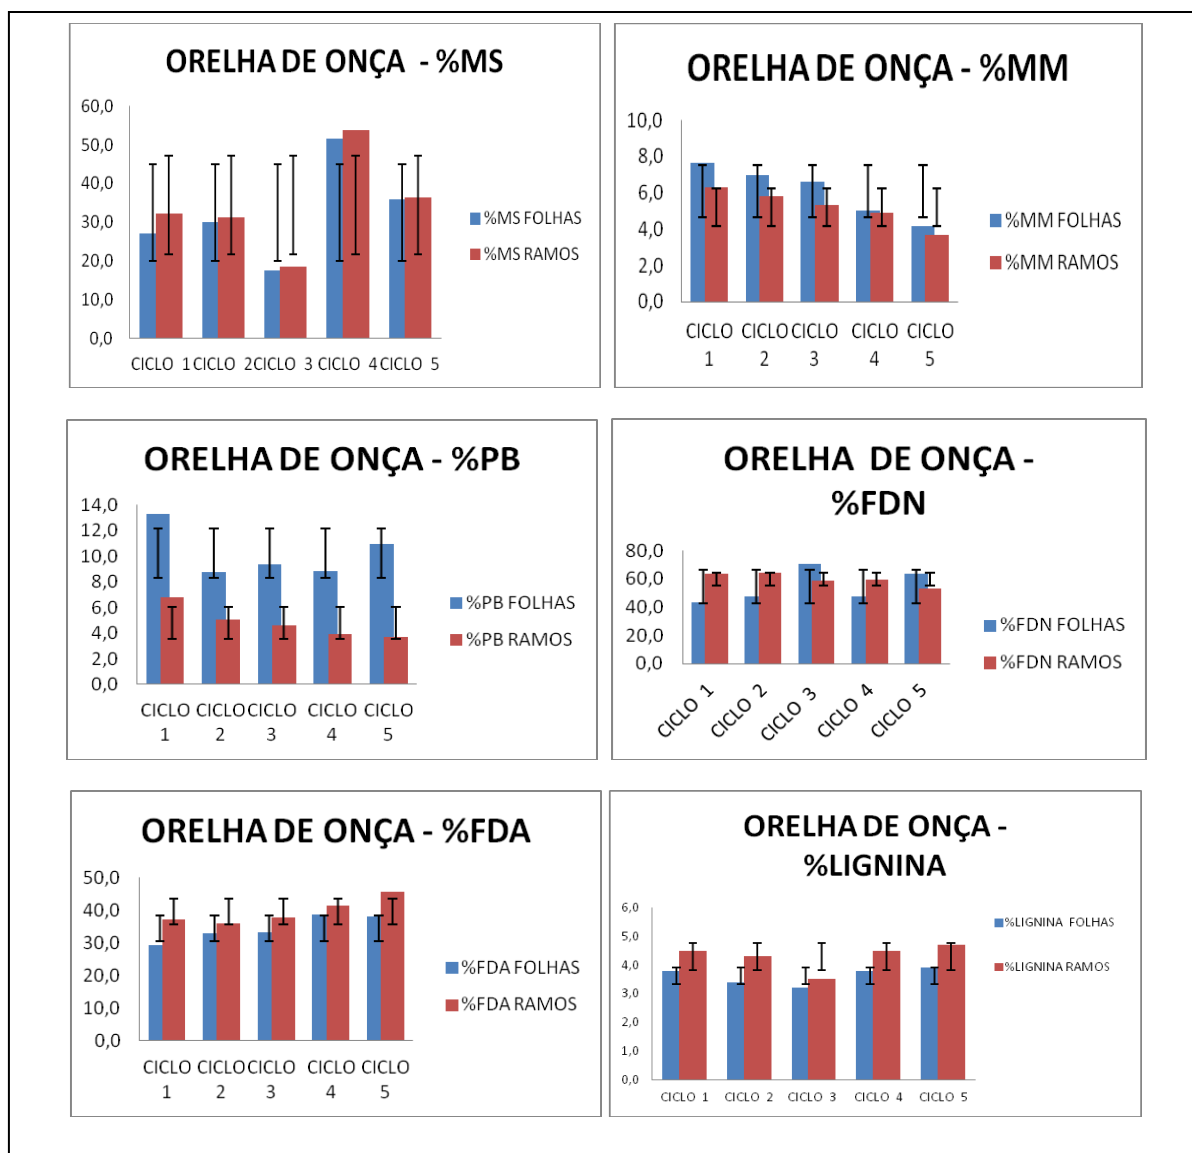 ORELHA DE ONÇA - %MS
60,0
50,0
40,0
30,0
20,0
10,0
0,0
CICLO 1 CICLO 2 CICLO 3 CICLO 4 CICLO 5
%MS FOLHAS
%MS RAMOS
ORELHA DE ONÇA - %MM
10,0
8,0
6,0
4,0
2,0
0,0
CICLO CICLO CICLO CICLO CICLO
1 2 3 4 5
%MM FOLHAS
%MM RAMOS
ORELHA DE ONÇA - %PB
14,0
12,0
10,0
8,0
6,0
4,0
2,0
0,0
CICLO CICLO CICLO CICLO CICLO
1 2 3 4 5
%PB FOLHAS
%PB RAMOS
ORELHA DE ONÇA -
%FDN
80,0
60,0
40,0
20,0
0,0
CICLO 1 CICLO 2 CICLO 3 CICLO 4 CICLO 5
%FDN FOLHAS
%FDN RAMOS
ORELHA DE ONÇA - %FDA
50,0
40,0
30,0
20,0
10,0
0,0
CICLO CICLO CICLO CICLO CICLO
1 2 3 4 5
%FDA FOLHAS
%FDA RAMOS
ORELHA DE ONÇA -
%LIGNINA
6,0
5,0
4,0
3,0
2,0
1,0
0,0
CICLO 1 CICLO 2 CICLO 3 CICLO 4 CICLO 5
%LIGNINA FOLHAS
%LIGNINA RAMOS